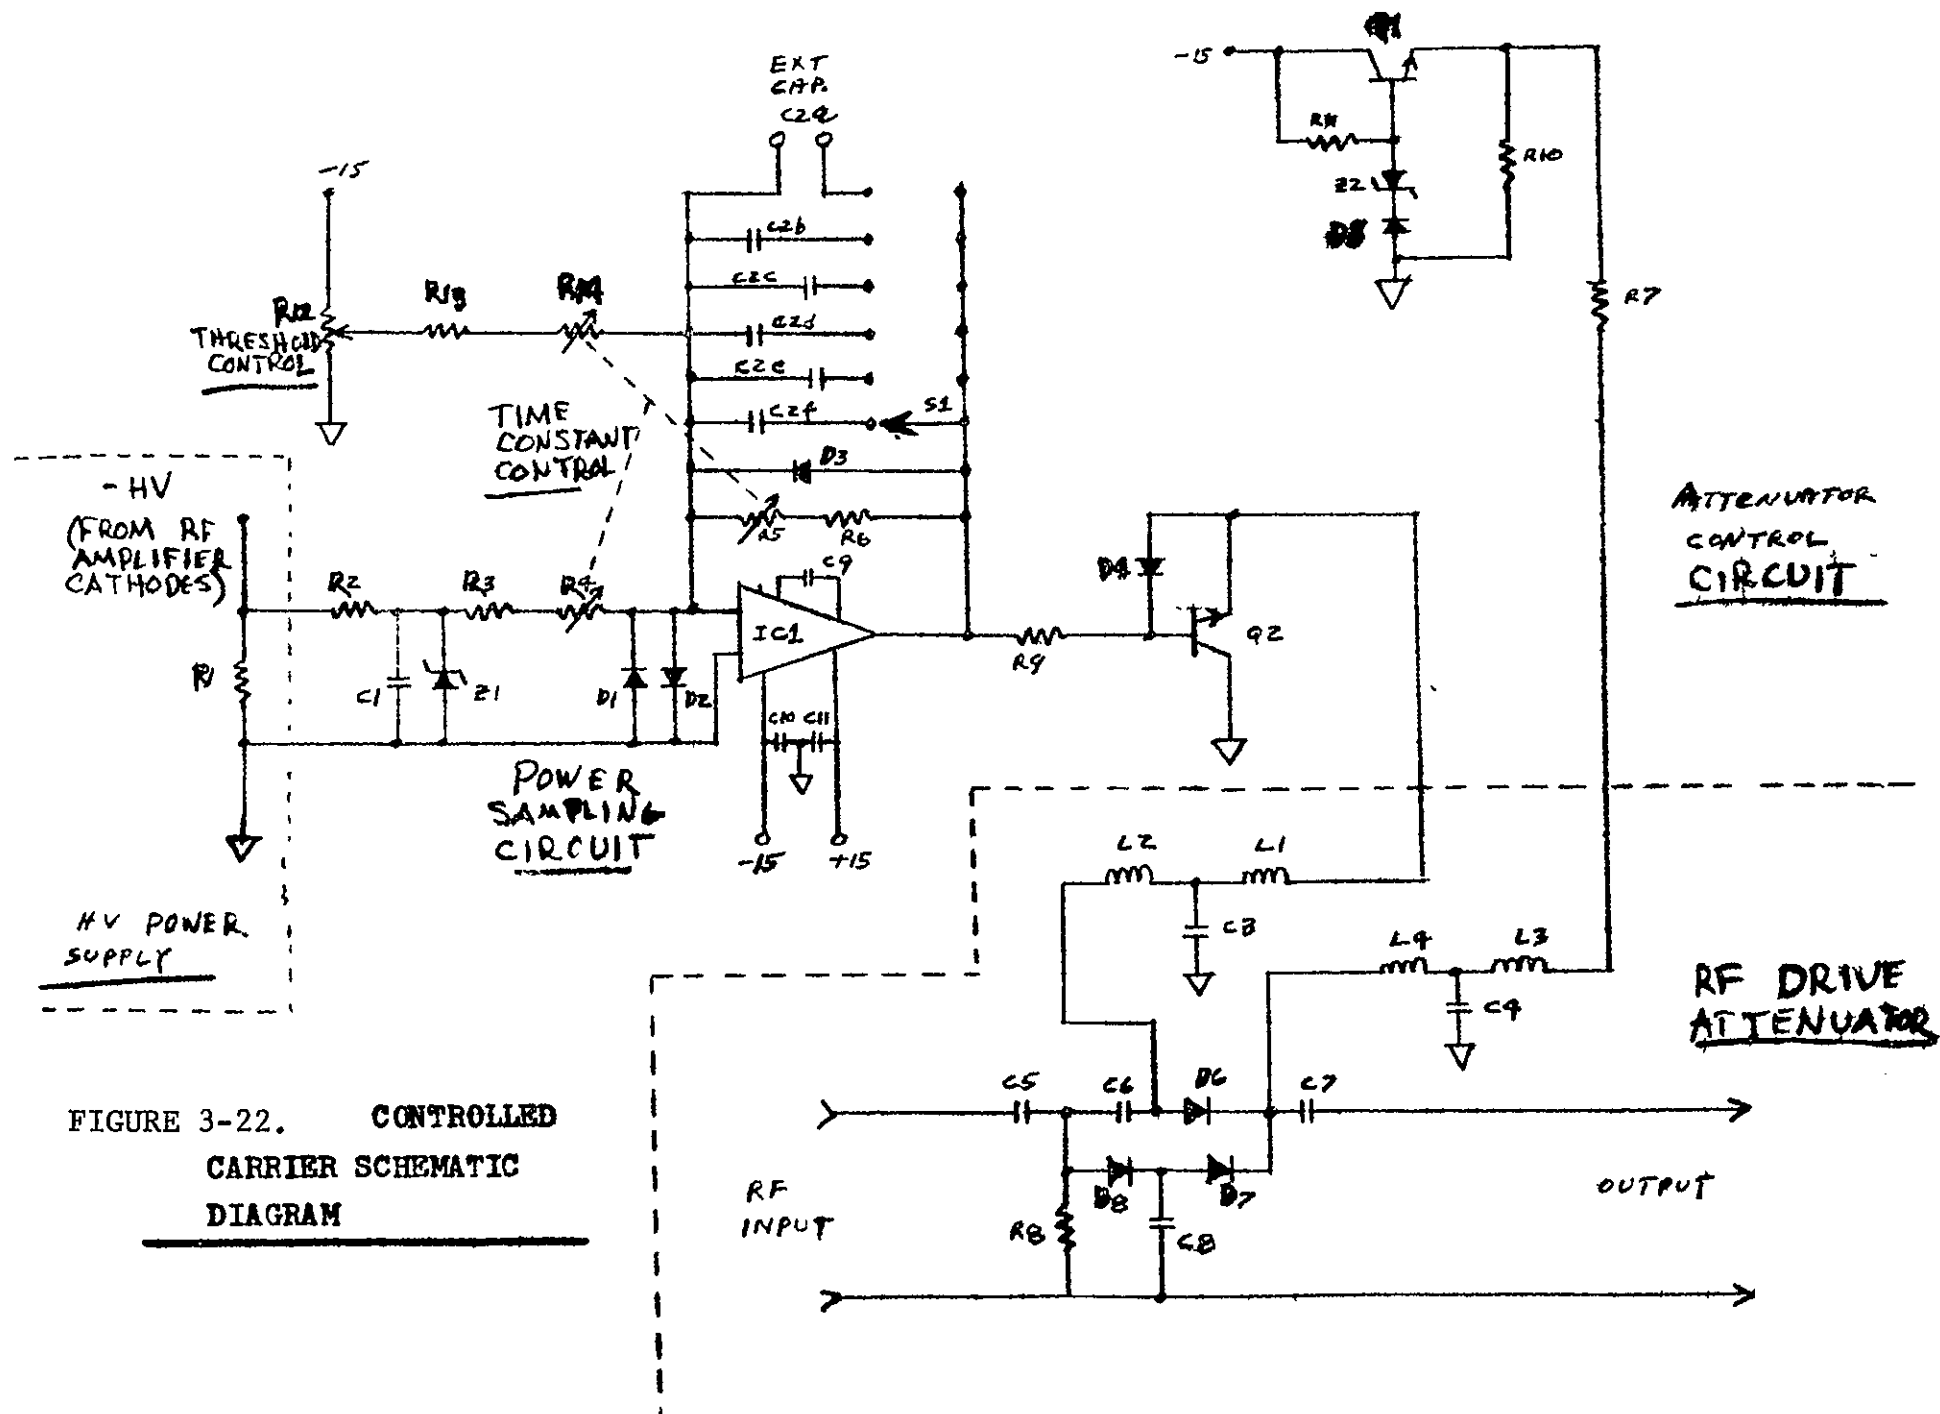 EXT
CAP.
C2a
-15
-15
R11
Z2
R10
R7
C2b
C2c
C2d
C2e
C2f
S1
D3
R5
R6
C9
R12
THRESHOLD
CONTROL
R13
R14
TIME
CONSTANT
CONTROL
-HV
(FROM RF
AMPLIFIER
CATHODES)
R2
R3
R4
R1
C1
Z1
D1
D2
IC1
C10
C11
-15
+15
R9
D4
Q2
ATTENUATOR
CONTROL
CIRCUIT
POWER
SAMPLING
CIRCUIT
HV POWER
SUPPLY
L2
L1
C3
L4
L3
C4
RF DRIVE
ATTENUATOR
C5
C6
D6
C7
D8
D7
R8
C8
RF
INPUT
OUTPUT
FIGURE 3-22. CONTROLLED
CARRIER SCHEMATIC
DIAGRAM